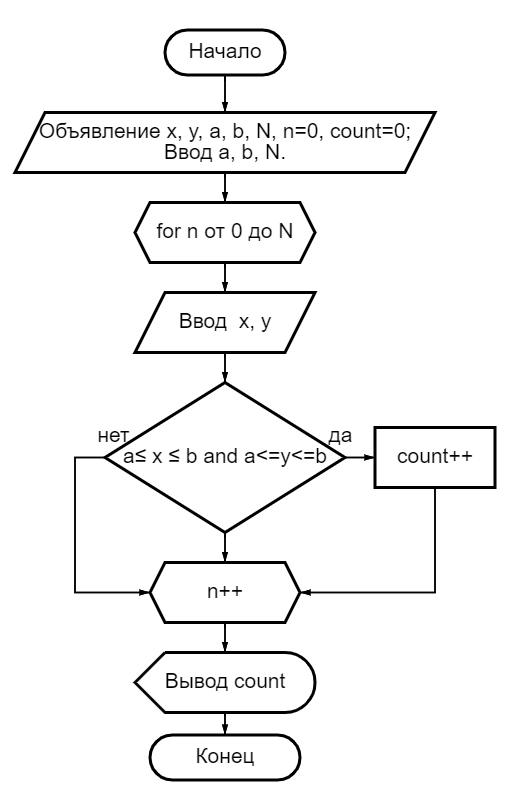 Начало
Объявление x, y, a, b, N, n=0, count=0;
Ввод a, b, N.
for n от 0 до N
Ввод x, y
нет
да
a≤ x ≤ b and a<=y<=b
count++
n++
Вывод count
Конец